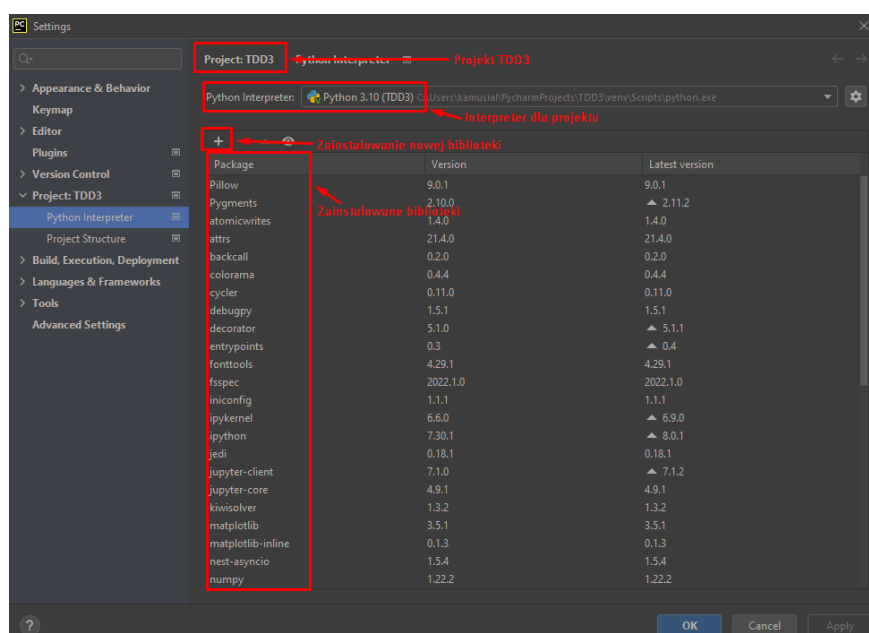 PC Settings
Project: TDD3 Python Interpreter Projekt TDD3
Appearance & Behavior
Keymap
Editor
Plugins
Version Control
Project: TDD3
Python Interpreter
Project Structure
Build, Execution, Deployment
Languages & Frameworks
Tools
Advanced Settings
Python Interpreter: Python 3.10 (TDD3) C:\Users\kamusial\PycharmProjects\TDD3\venv\Scripts\python.exe
Interpreter dla projektu
+ Zainstalowanie nowej biblioteki
Package Version Latest version
Pillow 9.0.1 9.0.1
Pygments 2.10.0 2.11.2
Zainstalowane biblioteki
atomicwrites 1.4.0 1.4.0
attrs 21.4.0 21.4.0
backcall 0.2.0 0.2.0
colorama 0.4.4 0.4.4
cycler 0.11.0 0.11.0
debugpy 1.5.1 1.5.1
decorator 5.1.0 5.1.1
entrypoints 0.3 0.4
fonttools 4.29.1 4.29.1
fsspec 2022.1.0 2022.1.0
iniconfig 1.1.1 1.1.1
ipykernel 6.6.0 6.9.0
ipython 7.30.1 8.0.1
jedi 0.18.1 0.18.1
jupyter-client 7.1.0 7.1.2
jupyter-core 4.9.1 4.9.1
kiwisolver 1.3.2 1.3.2
matplotlib 3.5.1 3.5.1
matplotlib-inline 0.1.3 0.1.3
nest-asyncio 1.5.4 1.5.4
numpy 1.22.2 1.22.2
? OK Cancel Apply